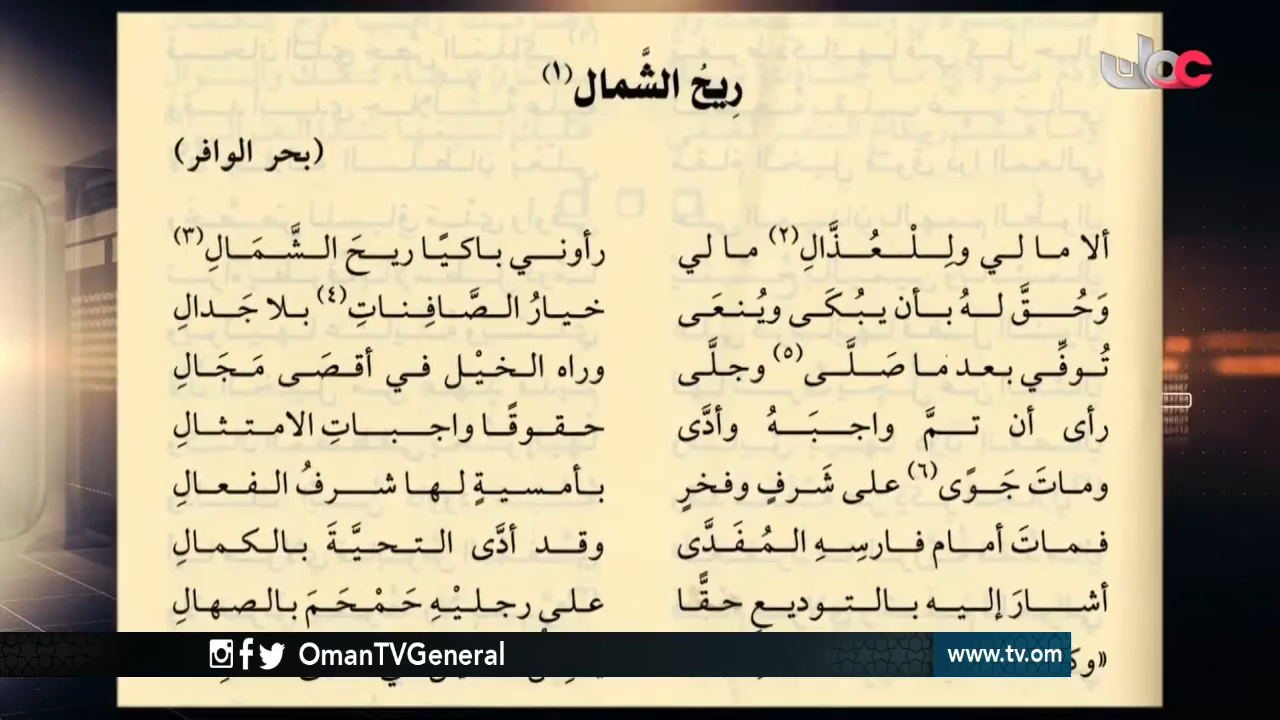 ريحُ الشَّمال(١)
(بحر الوافر)
ألا ما لي ولِلْعُذَّالِ(٢) ما لي رأوني باكيًا ريحَ الشَّمَالِ(٣)
وَحُقَّ لهُ بأن يبُكَى ويُنعَى خيارُ الصَّافِناتِ(٤) بلا جَدالِ
تُوفِّي بعد ما صَلَّى(٥) وجلَّى وراه الخيْل في أقصَى مَجَالِ
رأى أن تمَّ واجبَهُ وأدَّى حقوقًا واجباتِ الامتثالِ
وماتَ جَوًى(٦) على شَرفٍ وفخرٍ بأمسيةٍ لها شرفُ الفعالِ
فماتَ أمام فارسِهِ المُفَدَّى وقد أدَّى التحيَّةَ بالكمالِ
أشارَ إليه بالتوديعِ حقًّا على رجليْهِ حَمْحَمَ بالصهالِ
OmanTVGeneral
www.tv.om